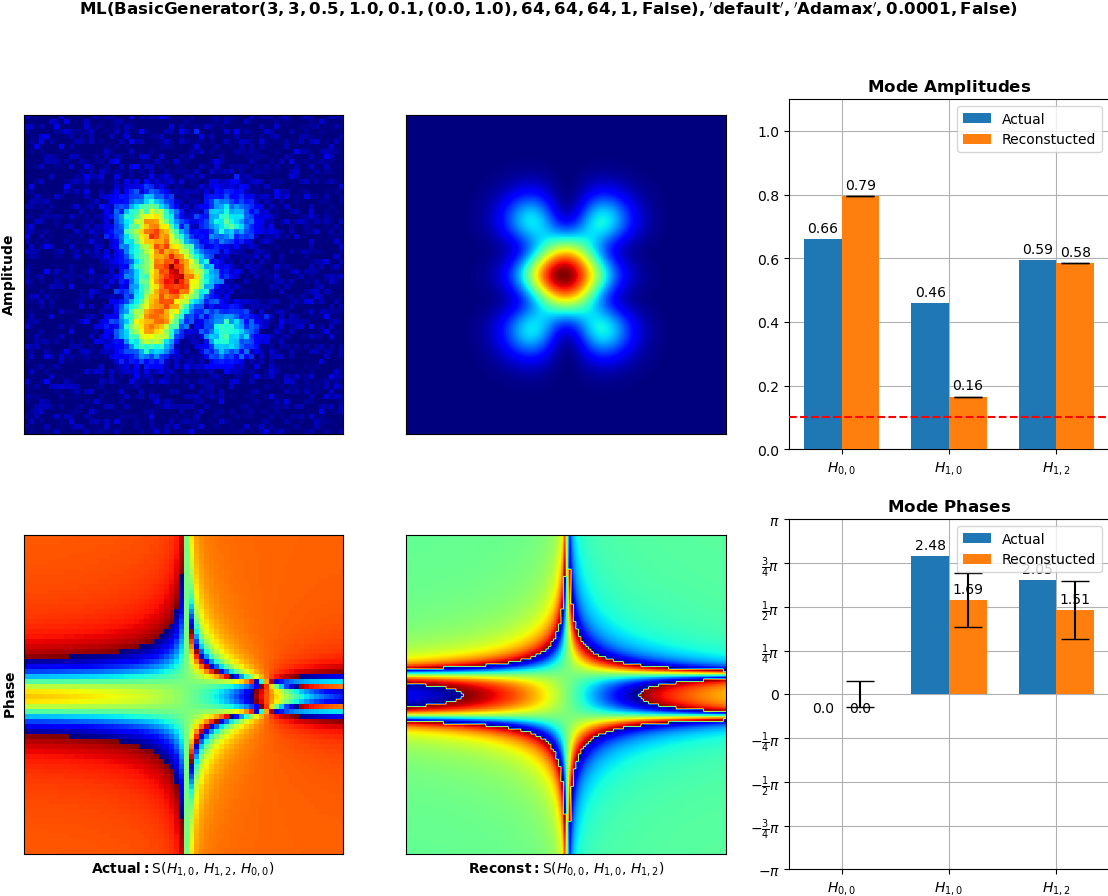 ML(BasicGenerator(3, 3, 0.5, 1.0, 0.1, (0.0, 1.0), 64, 64, 64, 1, False), 'default', 'Adamax', 0.0001, False)
Amplitude
Mode Amplitudes
Actual
Reconstucted
1.0
0.8
0.6
0.4
0.2
0.0
0.66
0.79
0.46
0.16
0.59
0.58
H0,0
H1,0
H1,2
Phase
Actual: S(H1,0, H1,2, H0,0)
Reconst: S(H0,0, H1,0, H1,2)
Mode Phases
Actual
Reconstucted
π
3/4π
1/2π
1/4π
0
−1/4π
−1/2π
−3/4π
−π
0.0
0.0
2.48
1.69
2.05
1.51
H0,0
H1,0
H1,2